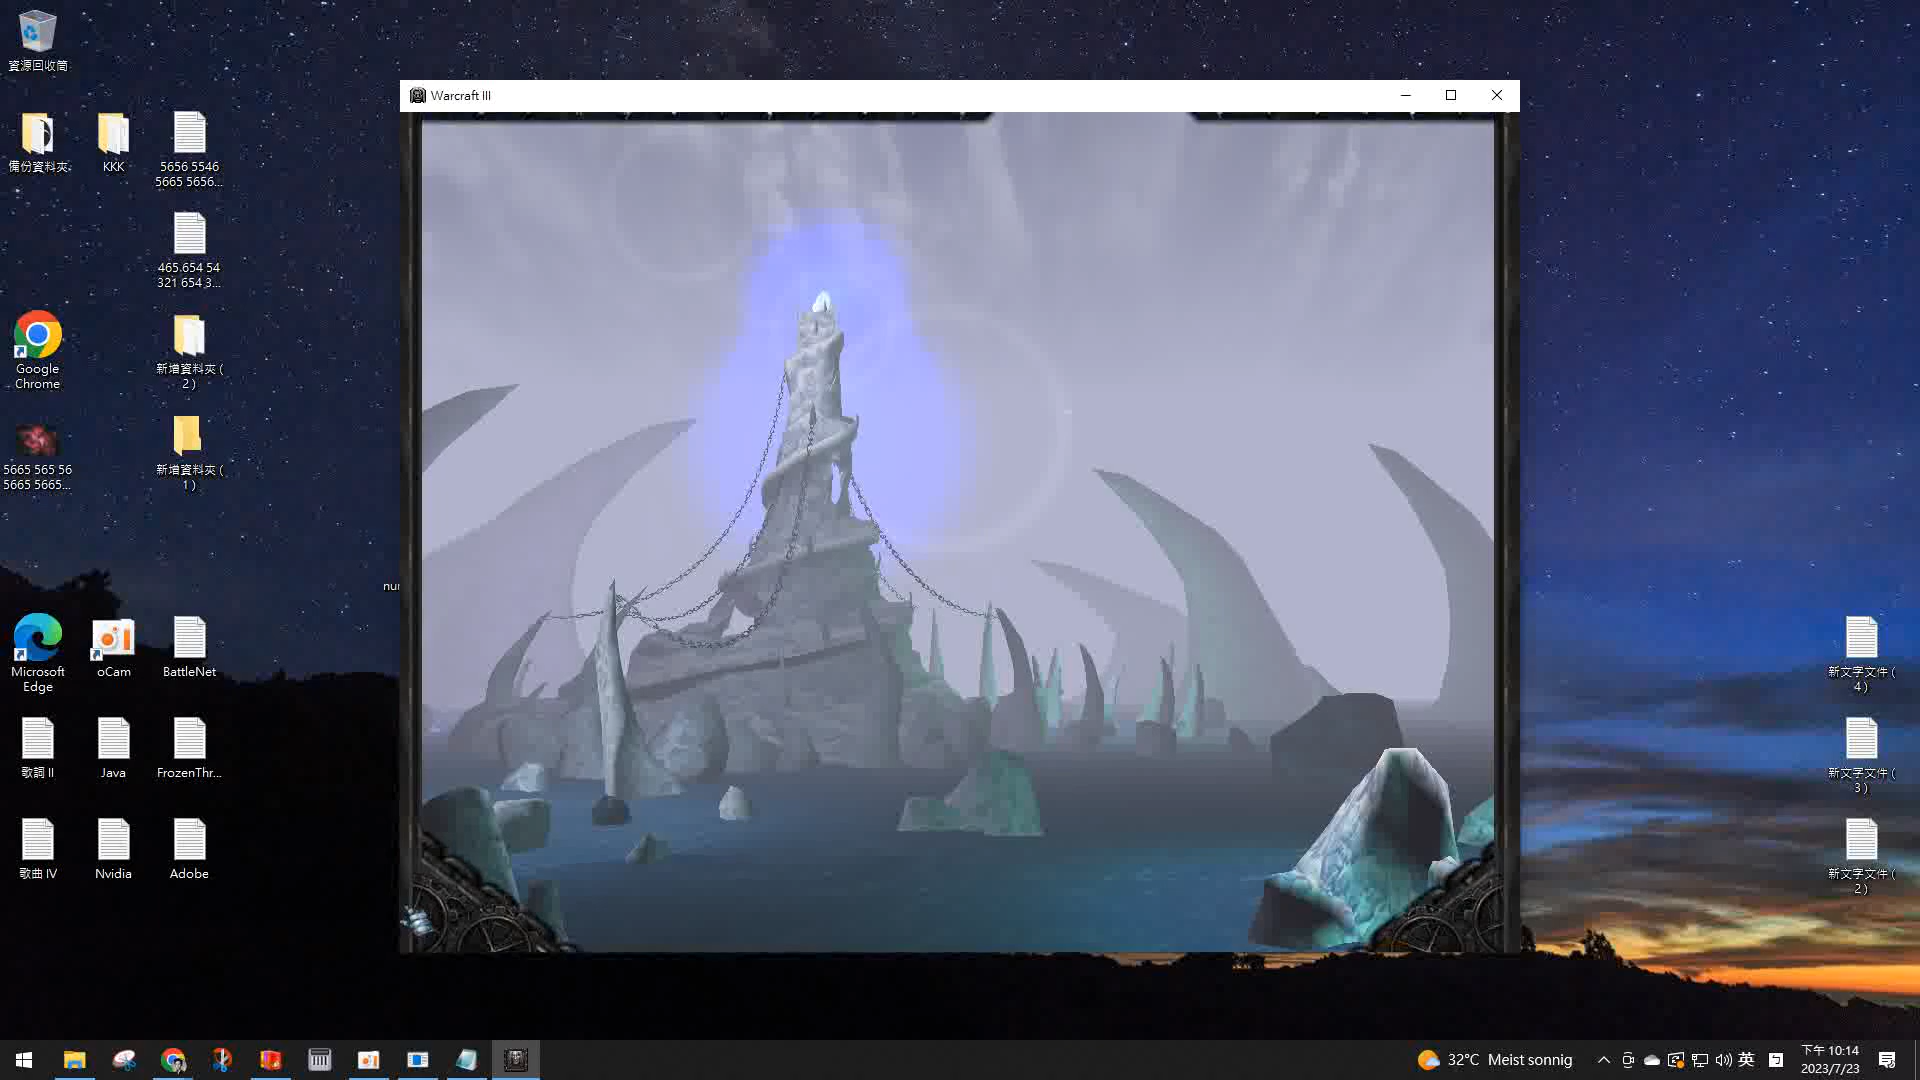 資源回收筒
Warcraft III
備份資料夾
KKK
5656 5546
5665 5656...
465 654 54
321 654 3...
Google
Chrome
新增資料夾 (
2 )
5665 565 56
5665 5665...
新增資料夾 (
1 )
Microsoft
Edge
oCam
BattleNet
新文字文件 (
4 )
歌詞 II
Java
FrozenThr...
新文字文件 (
3 )
歌曲 IV
Nvidia
Adobe
新文字文件 (
2 )
32°C Meist sonnig
英
下午 10:14
2023/7/23